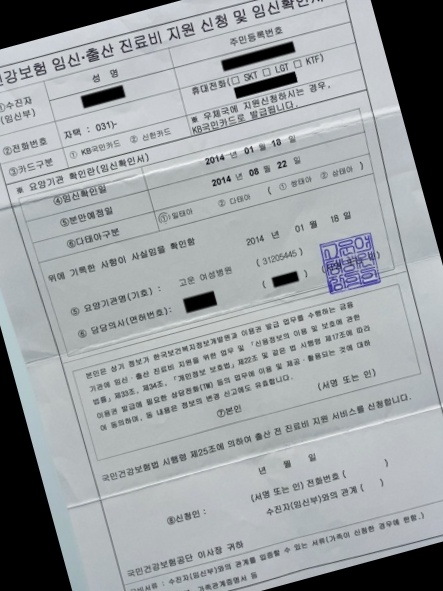 건강보험 임신·출산 진료비 지원 신청 및 임신확인서
①수진자 (임신부)
성 명
주민등록번호
②전화번호
자택 : 031)-
휴대전화(□ SKT □ LGT □ KTF)
③카드구분
① KB국민카드 ② 신한카드
※ 우체국에 지원신청하시는 경우,
KB국민카드로 발급됩니다.
※ 요양기관 확인란(임신확인서)
④임신확인일
2014 년 01 월 18 일
⑤분만예정일
2014 년 08 월 22 일
⑥다태아구분
①:일태아 ② 다태아 ( ① 쌍태아 ② 삼태아 )
위에 기록한 사항이 사실임을 확인함
2014 년 01 월 18 일
⑤ 요양기관명(기호) : 고운 여성병원 ( 31205445 )
⑥ 담당의사(면허번호): ( )
본인은 상기 정보가 한국보건복지정보개발원과 이용권 발급 업무를 수행하는 금융
기관에 임신·출산 진료비 지원을 위한 업무 및 「신용정보의 이용 및 보호에 관한
법률」 제33조, 제34조, 「개인정보 보호법」 제22조 및 같은 법 시행령 제17조에 따라
이용권 발급에 필요한 상담전화(TM) 등의 업무에 이용 및 제공·활용되는 것에 대하
여 동의하며, 동 내용은 정보의 변경 신고에도 유효합니다.
⑦본인 (서명 또는 인)
국민건강보험법 시행령 제25조에 의하여 출산 전 진료비 지원 서비스를 신청합니다.
년 월 일
⑧신청인 : (서명 또는 인) 전화번호 ( )
수진자(임신부)와의 관계 ( )
국민건강보험공단 이사장 귀하
구비서류 : 수진자(임신부)와의 관계를 입증할 수 있는 서류(가족이 신청한 경우에 한함.)
가족관계증명서 등